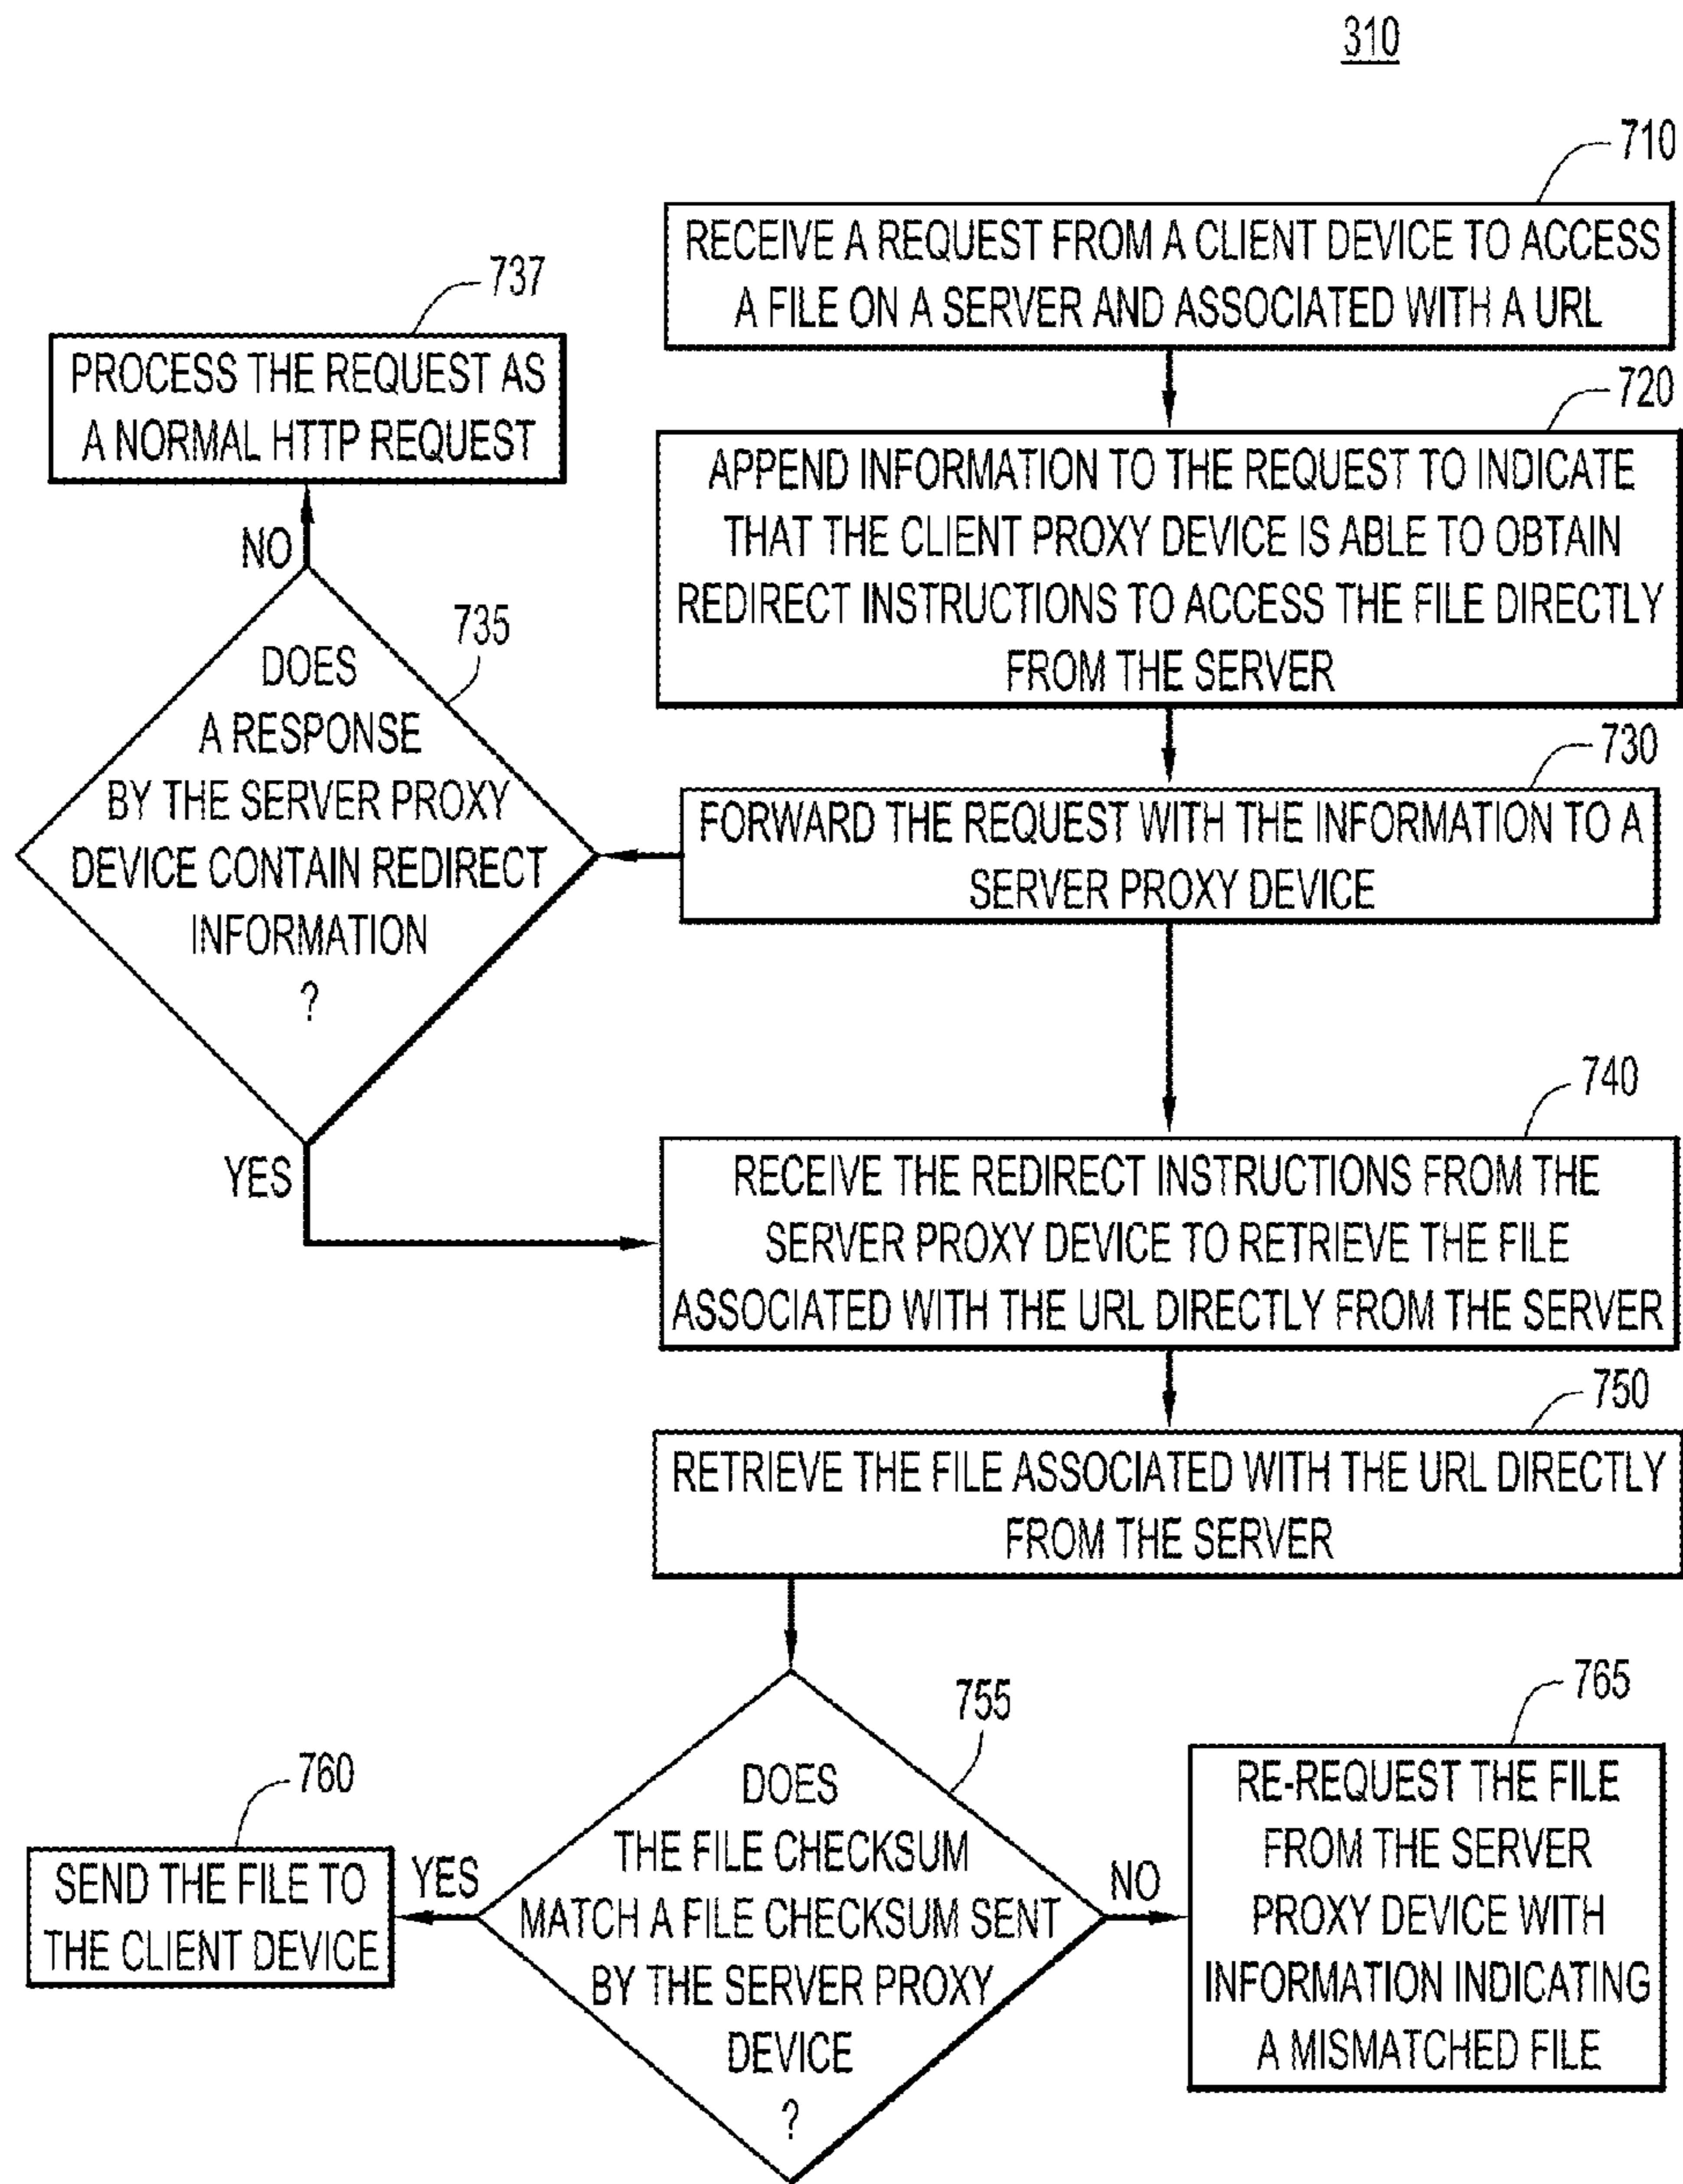 310
710
RECEIVE A REQUEST FROM A CLIENT DEVICE TO ACCESS
A FILE ON A SERVER AND ASSOCIATED WITH A URL
720
APPEND INFORMATION TO THE REQUEST TO INDICATE
THAT THE CLIENT PROXY DEVICE IS ABLE TO OBTAIN
REDIRECT INSTRUCTIONS TO ACCESS THE FILE DIRECTLY
FROM THE SERVER
730
FORWARD THE REQUEST WITH THE INFORMATION TO A
SERVER PROXY DEVICE
735
DOES
A RESPONSE
BY THE SERVER PROXY
DEVICE CONTAIN REDIRECT
INFORMATION
?
NO
737
PROCESS THE REQUEST AS
A NORMAL HTTP REQUEST
YES
740
RECEIVE THE REDIRECT INSTRUCTIONS FROM THE
SERVER PROXY DEVICE TO RETRIEVE THE FILE
ASSOCIATED WITH THE URL DIRECTLY FROM THE SERVER
750
RETRIEVE THE FILE ASSOCIATED WITH THE URL DIRECTLY
FROM THE SERVER
755
DOES
THE FILE CHECKSUM
MATCH A FILE CHECKSUM SENT
BY THE SERVER PROXY
DEVICE
?
YES
760
SEND THE FILE TO
THE CLIENT DEVICE
NO
765
RE-REQUEST THE FILE
FROM THE SERVER
PROXY DEVICE WITH
INFORMATION INDICATING
A MISMATCHED FILE